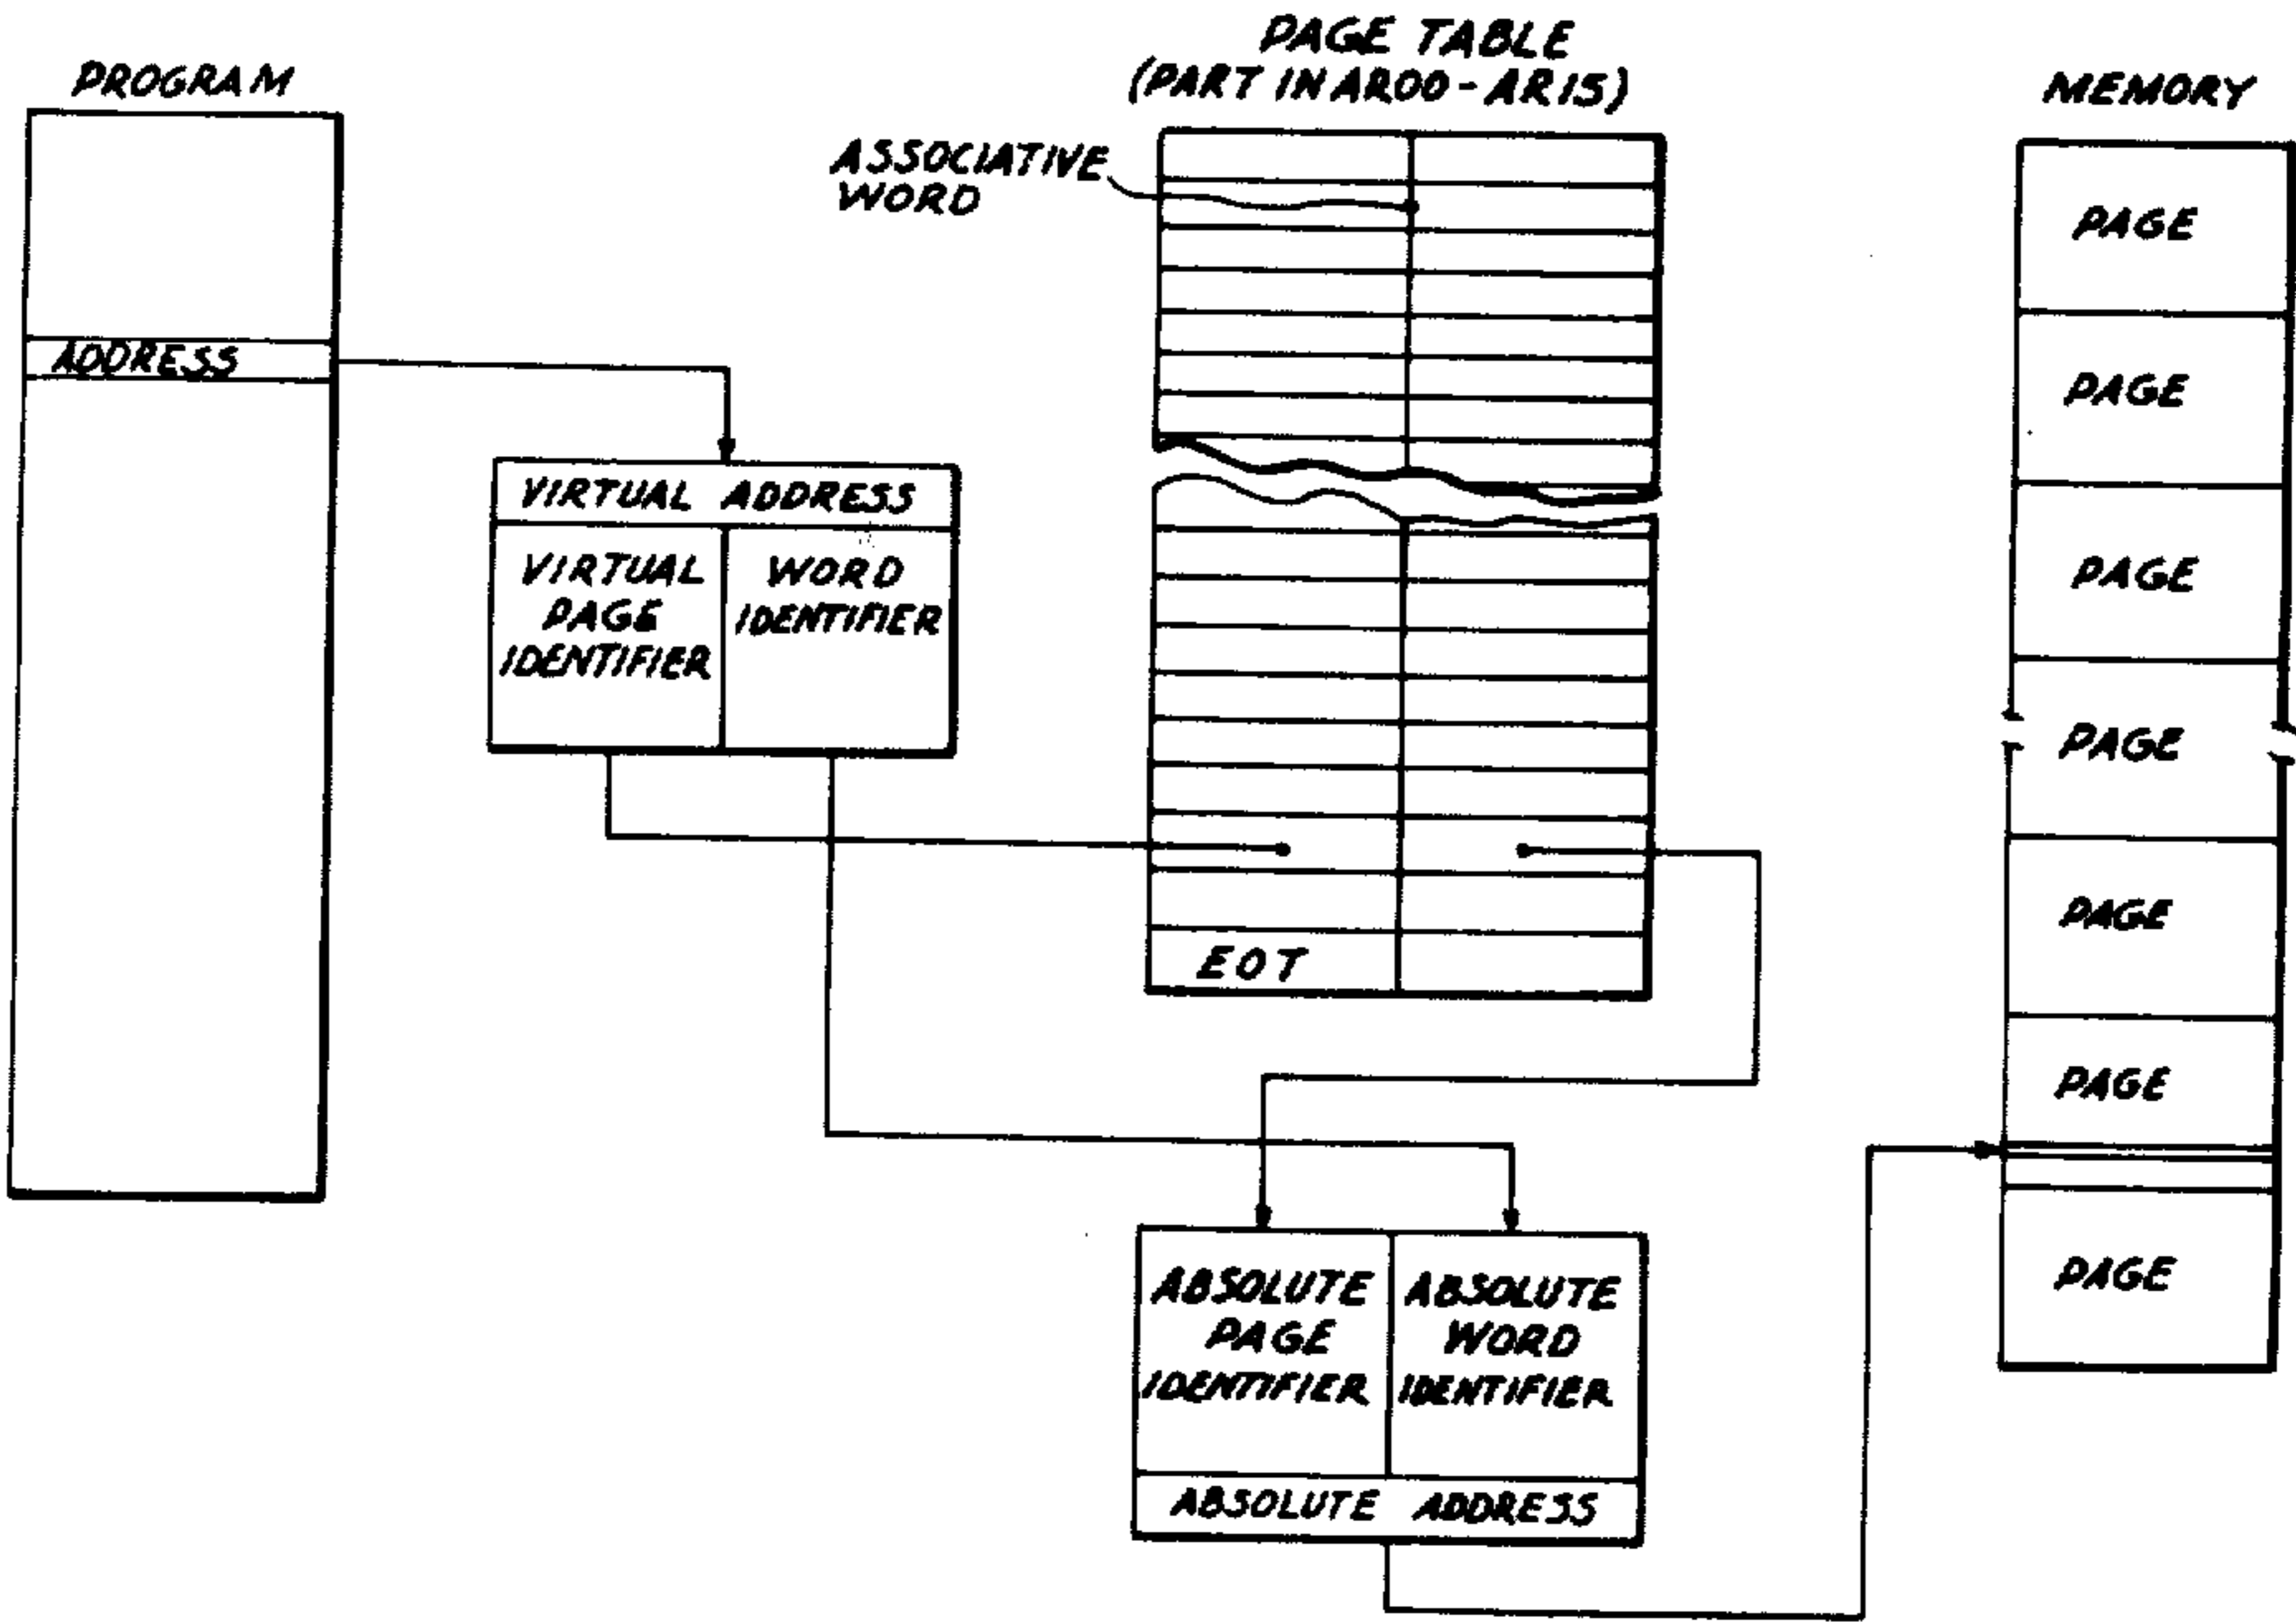 PROGRAM
ADDRESS
VIRTUAL ADDRESS
VIRTUAL
PAGE
IDENTIFIER
WORD
IDENTIFIER
PAGE TABLE
(PART IN AR00-AR15)
ASSOCIATIVE
WORD
EOT
ABSOLUTE
PAGE
IDENTIFIER
ABSOLUTE
WORD
IDENTIFIER
ABSOLUTE ADDRESS
MEMORY
PAGE
PAGE
PAGE
PAGE
PAGE
PAGE
PAGE